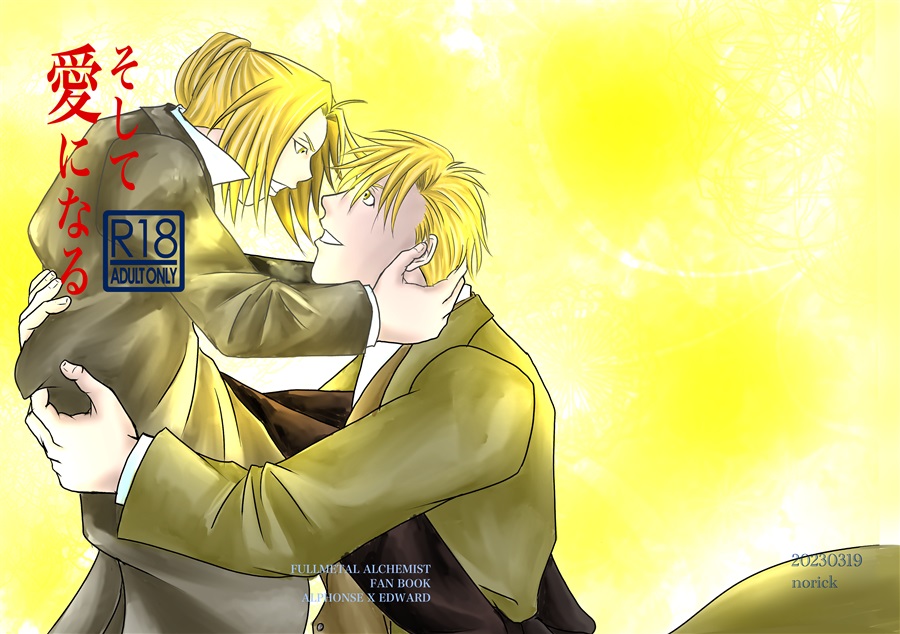 そして
愛になる
R18
ADULT ONLY
FULLMETAL ALCHEMIST
FAN BOOK
ALPHONSE X EDWARD
20230319
norick